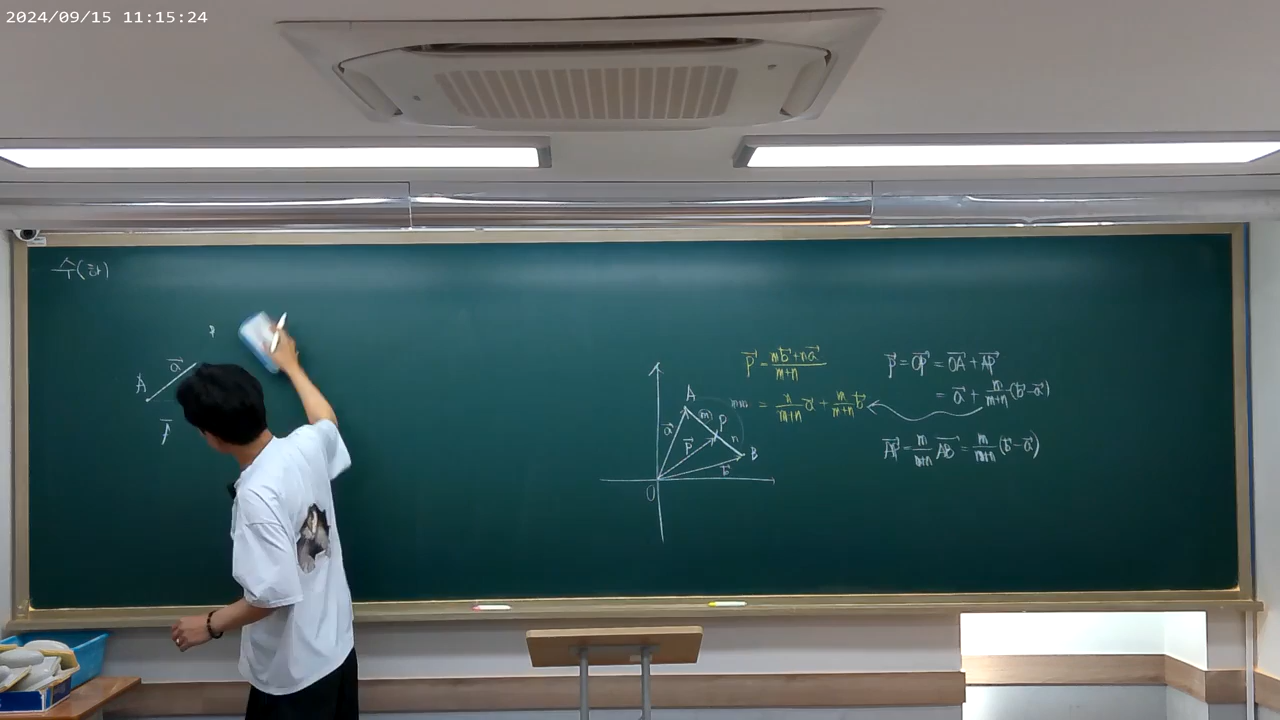 2024/09/15 11:15:24
수(하)
P
A a⃗
f⃗
A
m
P
a⃗ p⃗ n
B
b⃗
O
p⃗ = (mb⃗+na⃗)/(m+n)
= n/(m+n) a⃗ + m/(m+n) b⃗
p⃗ = OP⃗ = OA⃗ + AP⃗
= a⃗ + m/(m+n) (b⃗-a⃗)
AP⃗ = m/(m+n) AB⃗ = m/(m+n) (b⃗-a⃗)